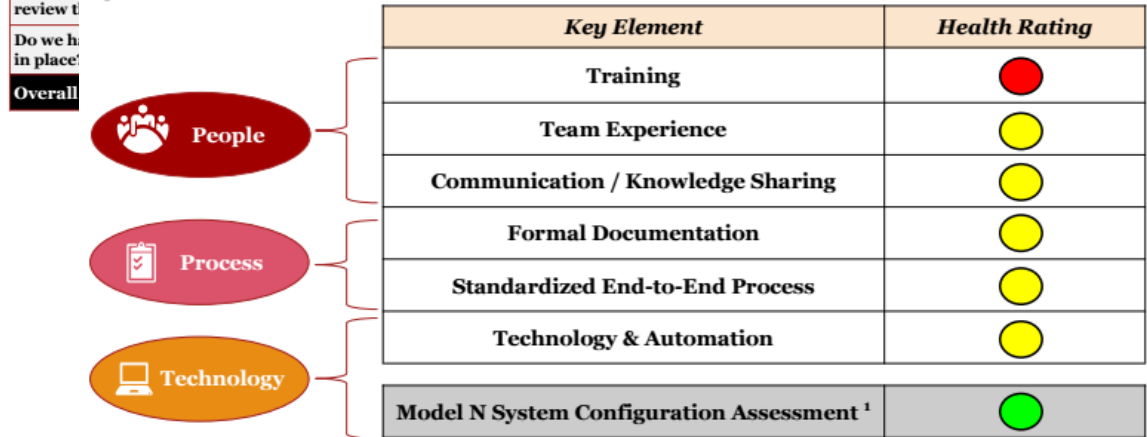 review t
Do we h
in place?
Overall
Key Element
Health Rating
Training
People
Team Experience
Communication / Knowledge Sharing
Formal Documentation
Process
Standardized End-to-End Process
Technology & Automation
Technology
Model N System Configuration Assessment ¹